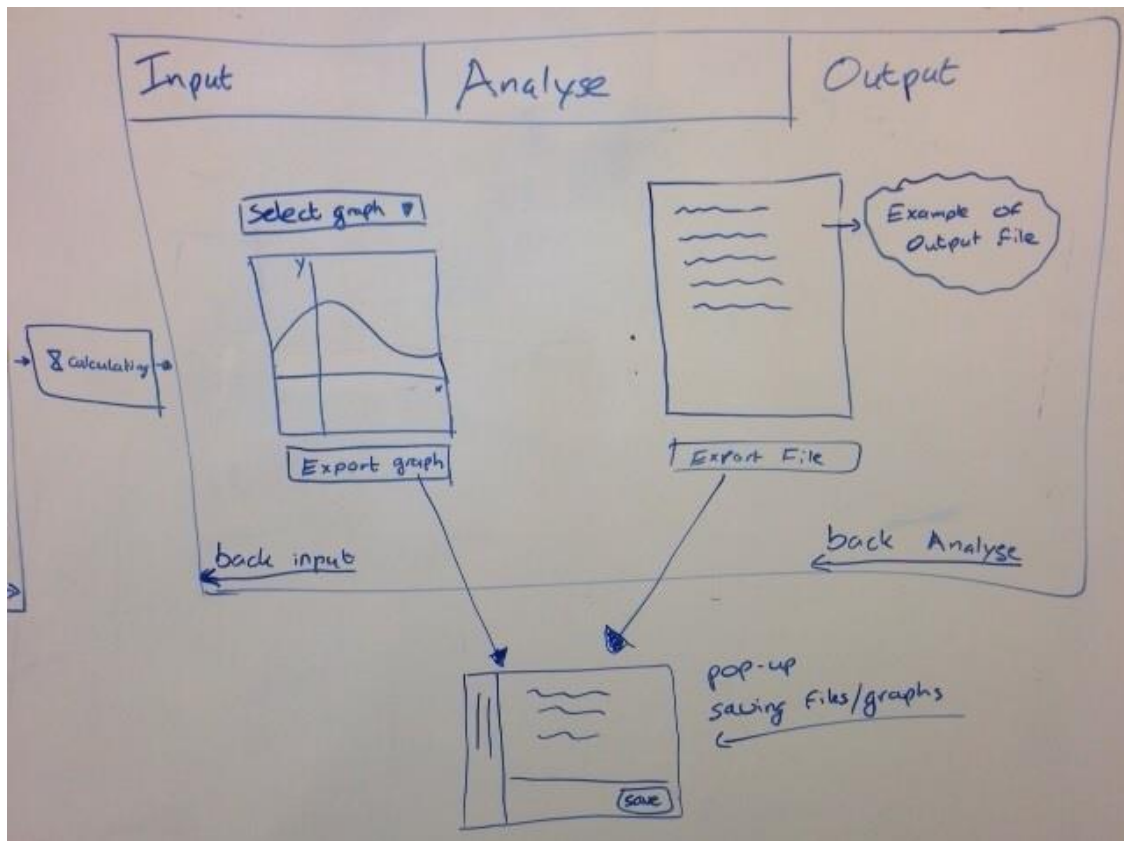 Input
Analyse
Output
Select graph
y
x
Export graph
Example of
Output File
Export File
Calculating
back input
back Analyse
pop-up
saving files/graphs
save